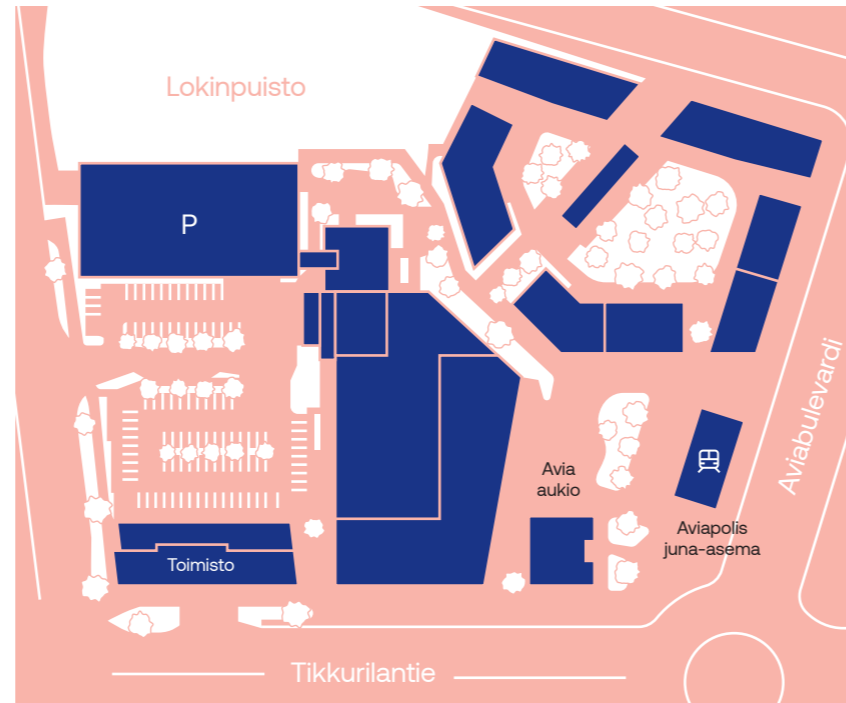 Lokinpuisto
P
Aviabulevardi
Avia
aukio
Aviapolis
juna-asema
Toimisto
Tikkurilantie